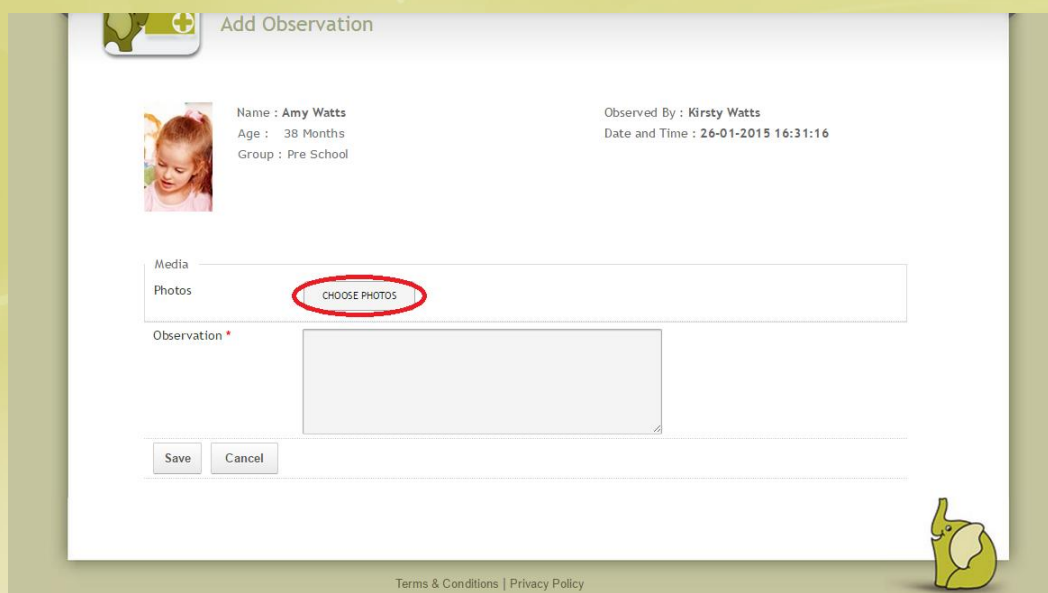 Add Observation
Name : Amy Watts
Observed By : Kirsty Watts
Age : 38 Months
Date and Time : 26-01-2015 16:31:16
Group : Pre School
Media
Photos
CHOOSE PHOTOS
Observation *
Save
Cancel
Terms & Conditions | Privacy Policy